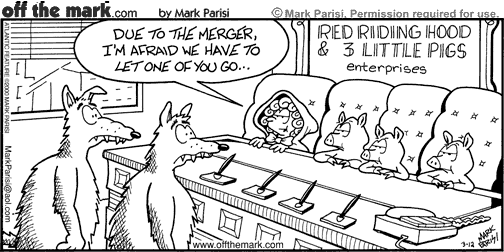 off the mark.com by Mark Parisi © Mark Parisi. Permission required for use.
DUE TO THE MERGER,
I'M AFRAID WE HAVE TO
LET ONE OF YOU GO...
RED RIDING HOOD
& 3 LITTLE PIGS
enterprises
ATLANTIC FEATURE ©2002 MARK PARISI
MarkParisi@aol.com
www.offthemark.com
3-12
MARK PARISI